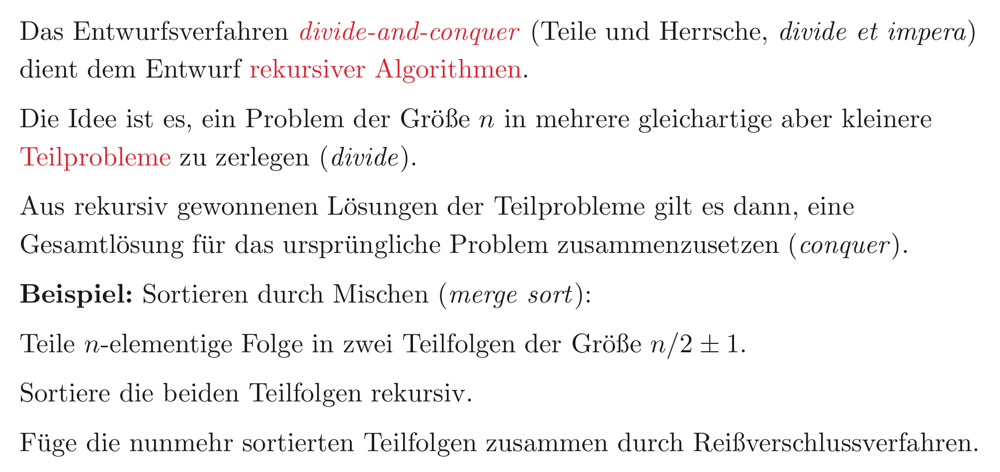 Das Entwurfsverfahren divide-and-conquer (Teile und Herrsche, divide et impera)
dient dem Entwurf rekursiver Algorithmen.
Die Idee ist es, ein Problem der Größe n in mehrere gleichartige aber kleinere
Teilprobleme zu zerlegen (divide).
Aus rekursiv gewonnenen Lösungen der Teilprobleme gilt es dann, eine
Gesamtlösung für das ursprüngliche Problem zusammenzusetzen (conquer).
Beispiel: Sortieren durch Mischen (merge sort):
Teile n-elementige Folge in zwei Teilfolgen der Größe n/2 ± 1.
Sortiere die beiden Teilfolgen rekursiv.
Füge die nunmehr sortierten Teilfolgen zusammen durch Reißverschlussverfahren.